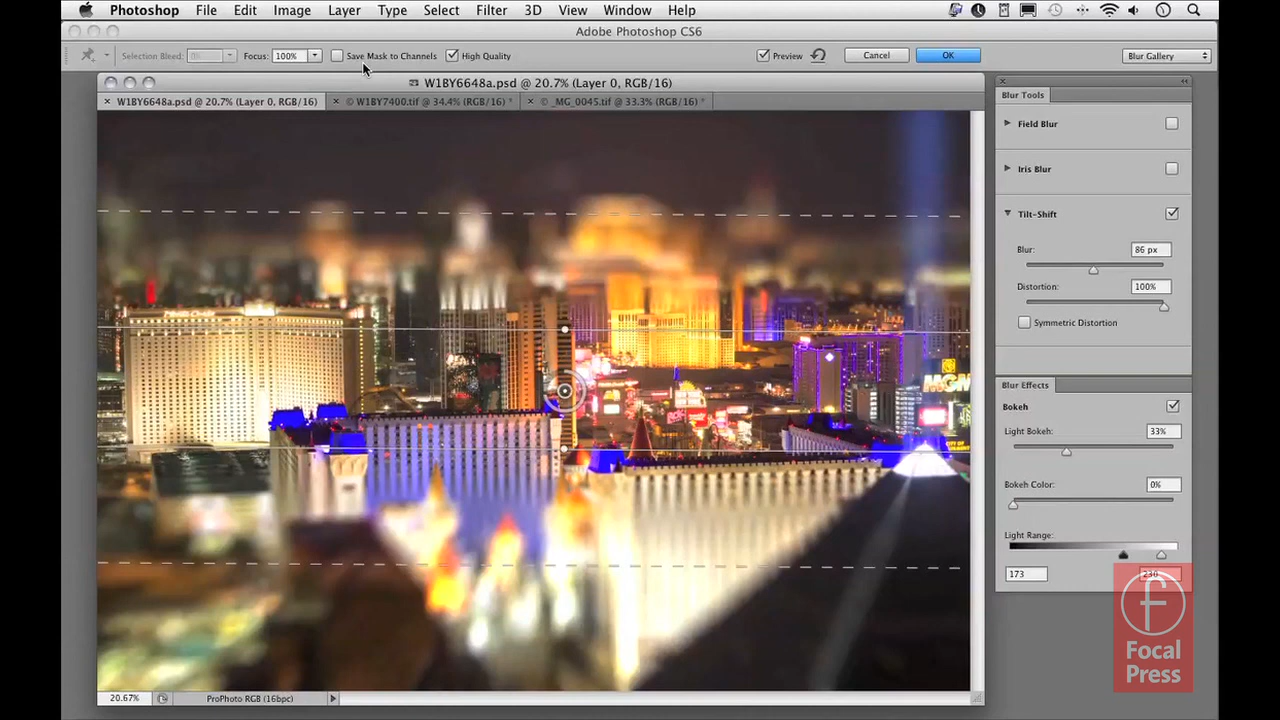 Photoshop File Edit Image Layer Type Select Filter 3D View Window Help
Adobe Photoshop CS6
Selection Bleed: Focus: 100% Save Mask to Channels High Quality Preview Cancel OK Blur Gallery
W1BY6648a.psd @ 20.7% (Layer 0, RGB/16)
× W1BY6648a.psd @ 20.7% (Layer 0, RGB/16) × © W1BY7400.tif @ 34.4% (RGB/16) * × © _MG_0045.tif @ 33.3% (RGB/16) *
Blur Tools
Field Blur
Iris Blur
Tilt-Shift
Blur: 86 px
Distortion: 100%
Symmetric Distortion
Blur Effects
Bokeh
Light Bokeh: 33%
Bokeh Color: 0%
Light Range:
173 230
MGM
f
Focal
Press
20.67% ProPhoto RGB (16bpc)